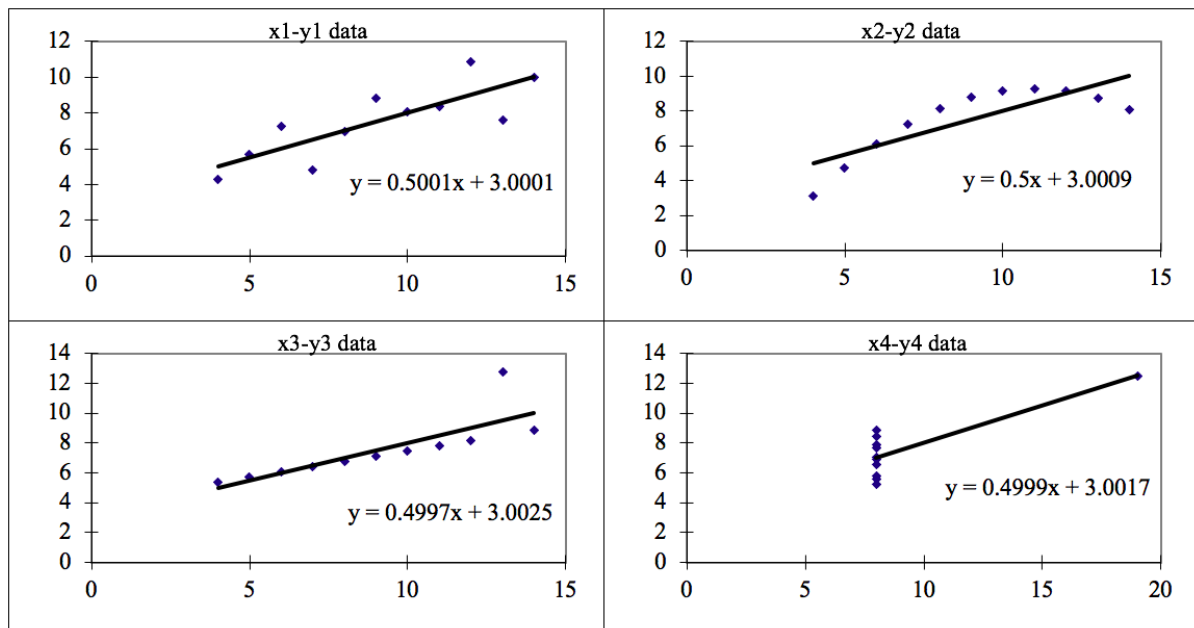 x1-y1 data
12
10
8
6
4
2
0
0 5 10 15
y = 0.5001x + 3.0001
x2-y2 data
12
10
8
6
4
2
0
0 5 10 15
y = 0.5x + 3.0009
x3-y3 data
14
12
10
8
6
4
2
0
0 5 10 15
y = 0.4997x + 3.0025
x4-y4 data
14
12
10
8
6
4
2
0
0 5 10 15 20
y = 0.4999x + 3.0017